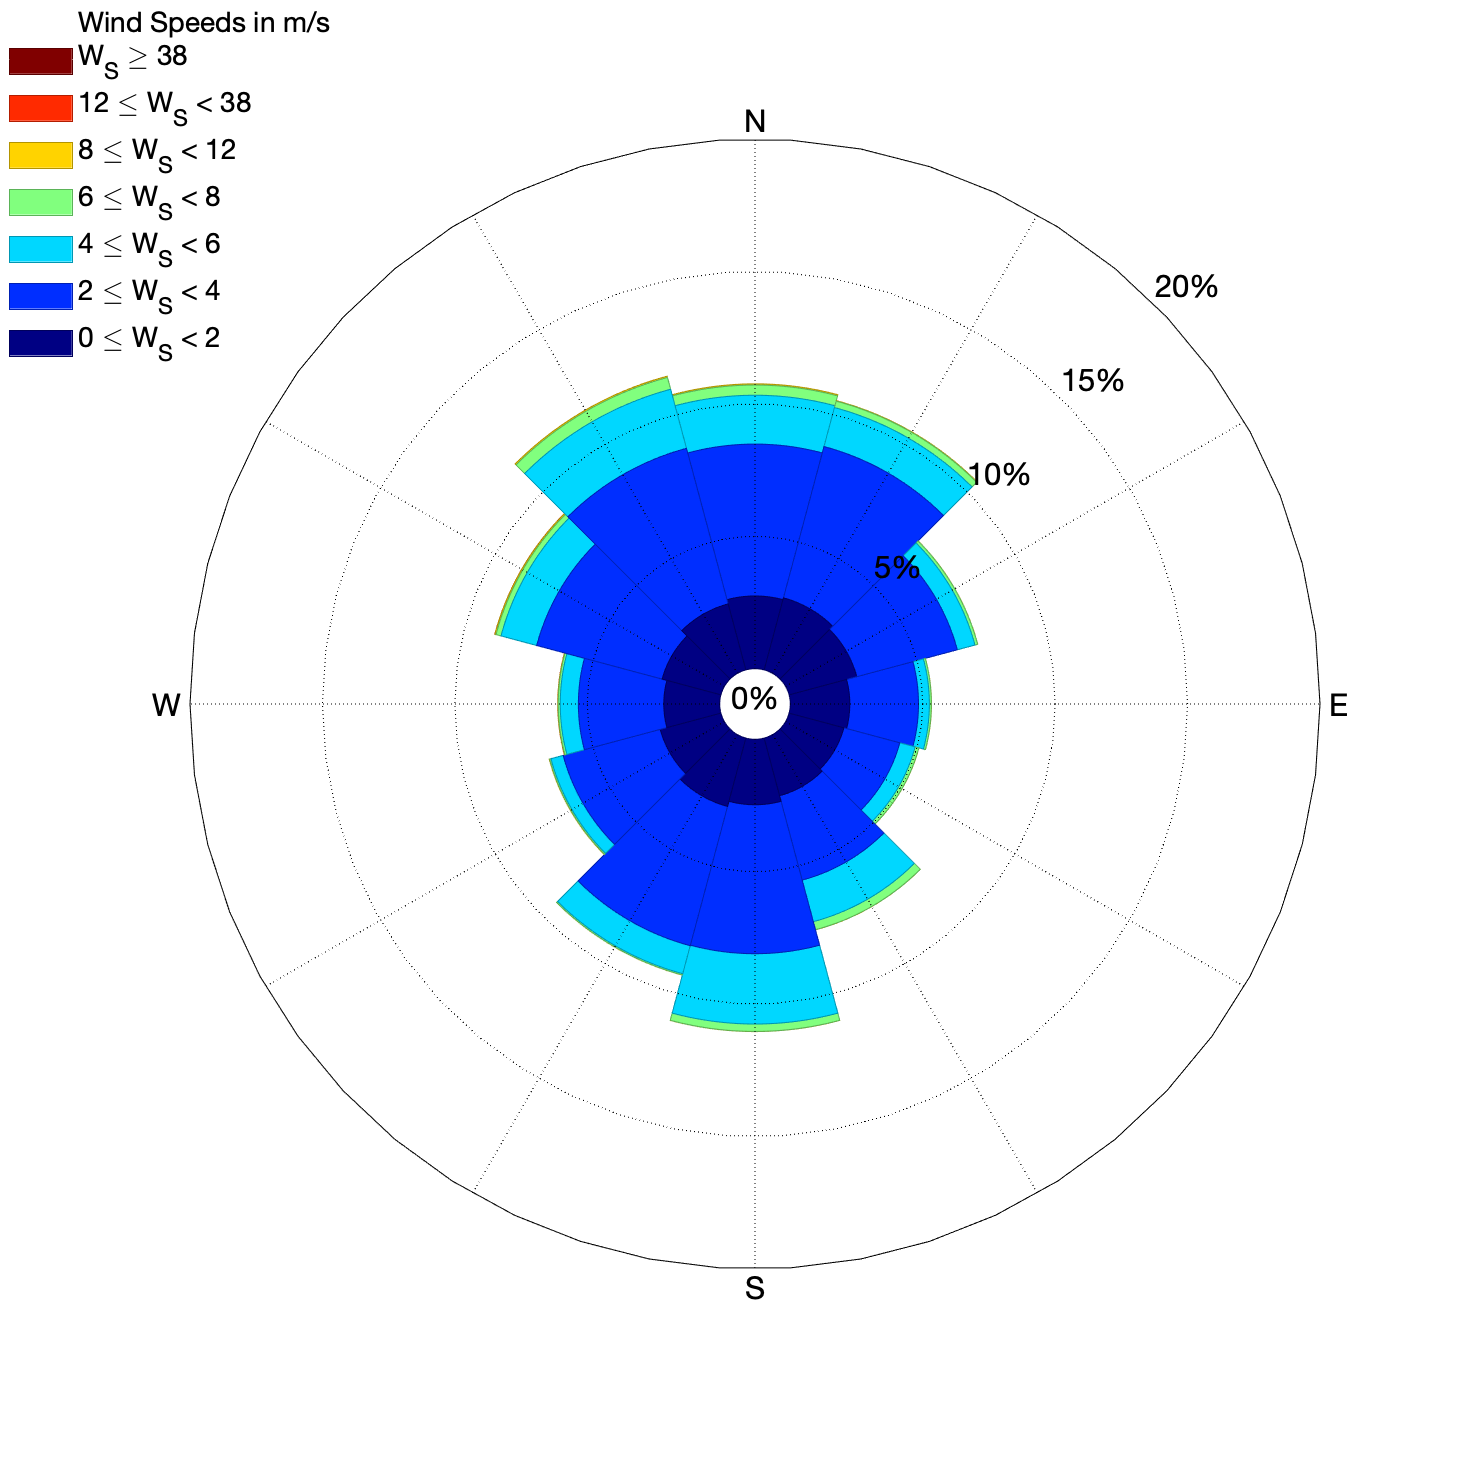 Wind Speeds in m/s
W_S ≥ 38
12 ≤ W_S < 38
8 ≤ W_S < 12
6 ≤ W_S < 8
4 ≤ W_S < 6
2 ≤ W_S < 4
0 ≤ W_S < 2
N
20%
15%
10%
5%
0%
W
E
S